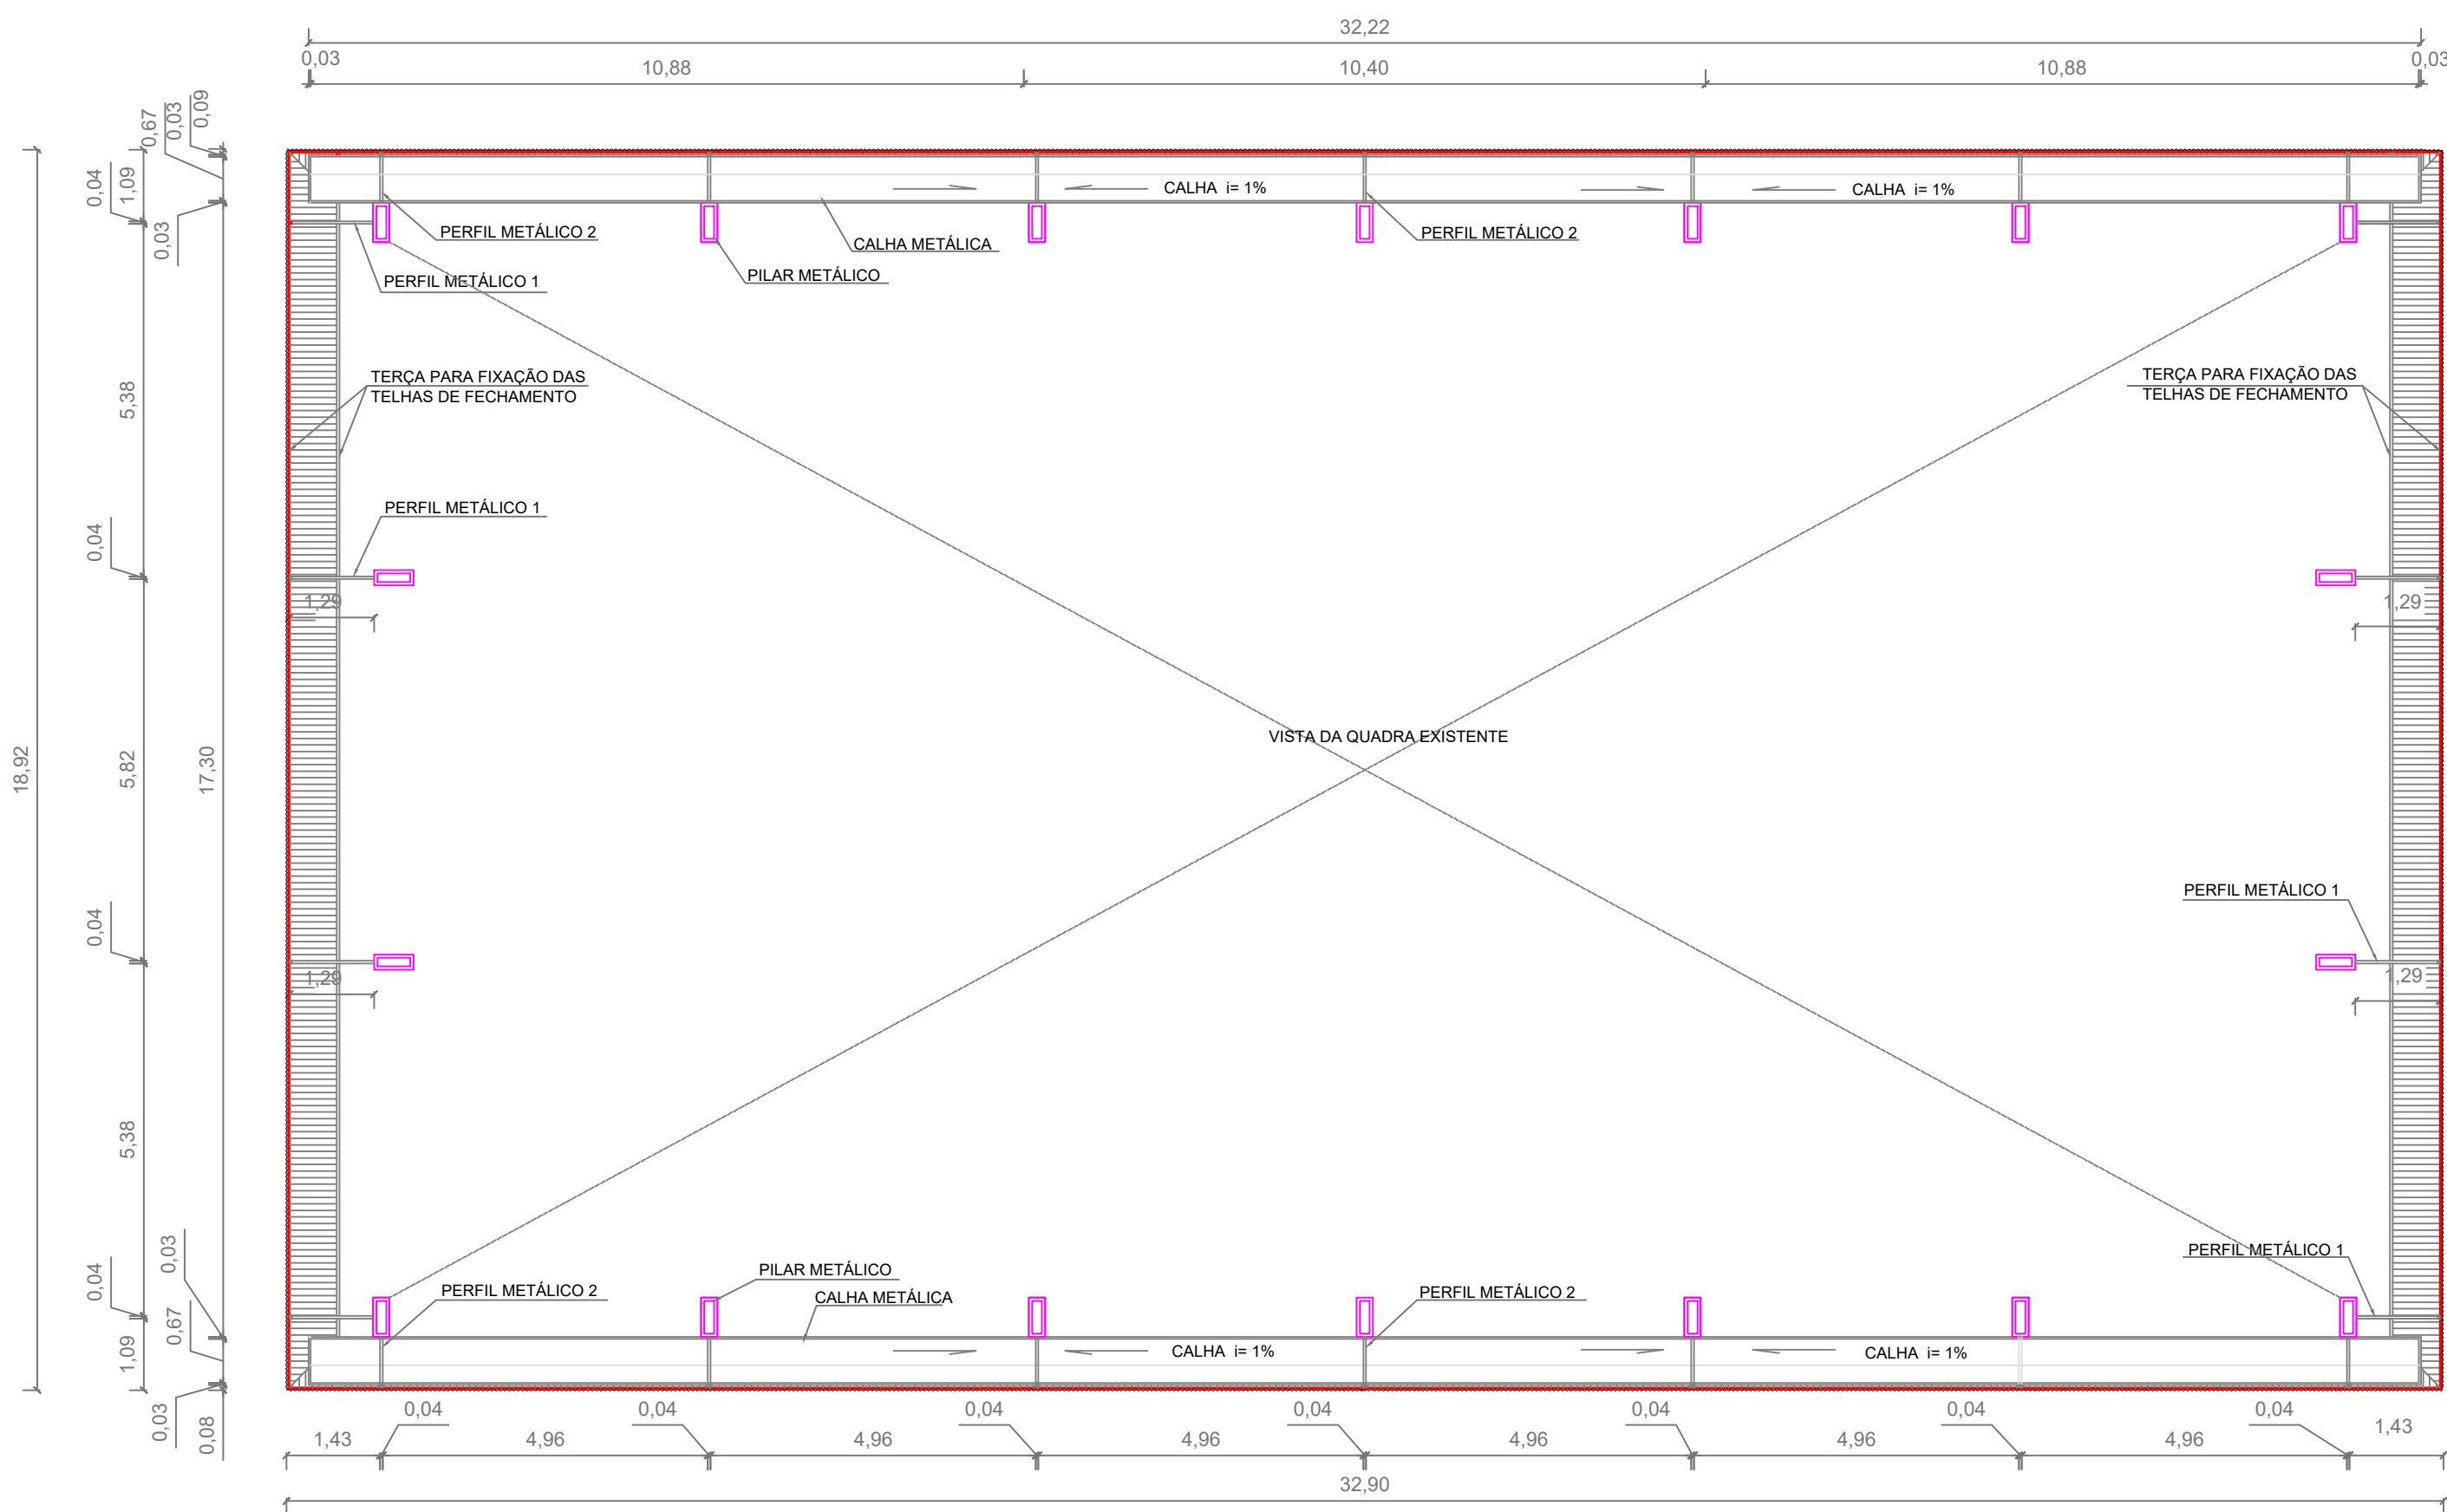 32,22
0,03
10,88
10,40
10,88
0,03
0,67
0,03
0,09
0,04
1,09
0,03
CALHA i= 1%
CALHA i= 1%
PERFIL METÁLICO 2
CALHA METÁLICA
PERFIL METÁLICO 2
PERFIL METÁLICO 1
PILAR METÁLICO
TERÇA PARA FIXAÇÃO DAS
TELHAS DE FECHAMENTO
TERÇA PARA FIXAÇÃO DAS
TELHAS DE FECHAMENTO
5,38
PERFIL METÁLICO 1
0,04
1,29
1,29
VISTA DA QUADRA EXISTENTE
18,92
5,82
17,30
PERFIL METÁLICO 1
0,04
1,29
1,29
5,38
0,03
0,04
0,67
1,09
0,03
0,08
PERFIL METÁLICO 1
PILAR METÁLICO
PERFIL METÁLICO 2
CALHA METÁLICA
PERFIL METÁLICO 2
CALHA i= 1%
CALHA i= 1%
0,04
0,04
0,04
0,04
0,04
0,04
0,04
1,43
4,96
4,96
4,96
4,96
4,96
4,96
1,43
32,90